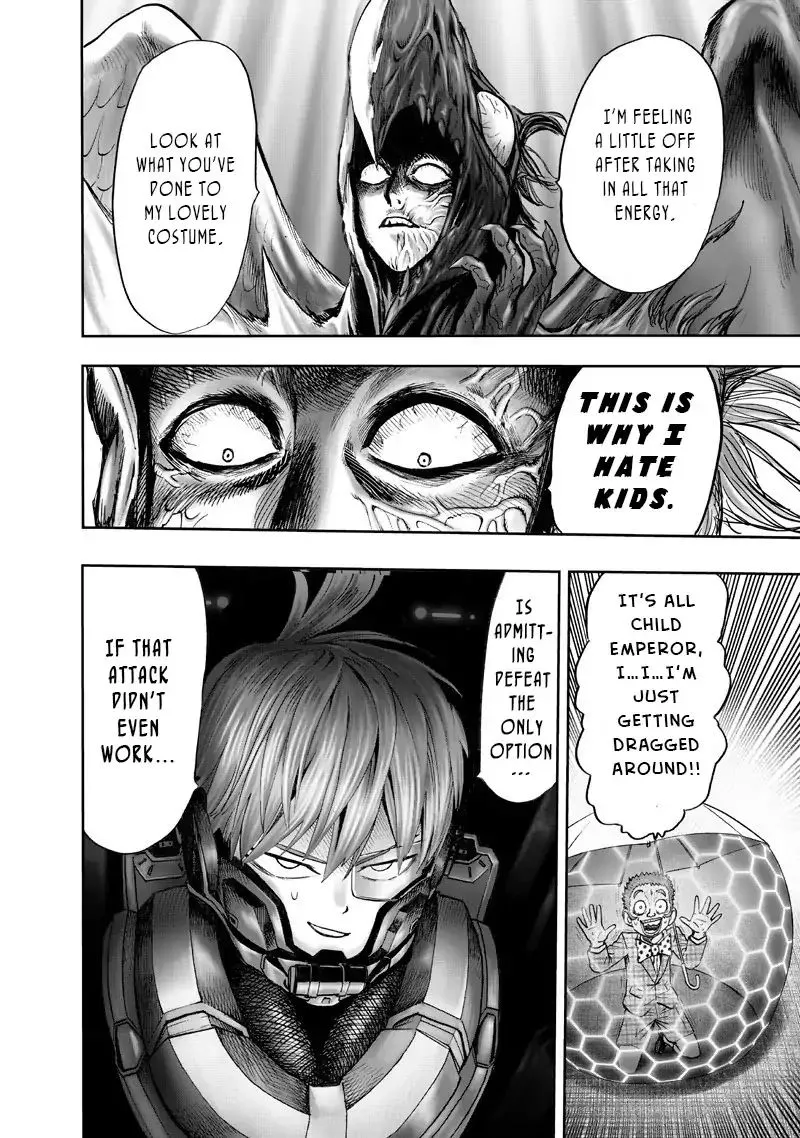 I'M FEELING
A LITTLE OFF
AFTER TAKING
IN ALL THAT
ENERGY.
LOOK AT
WHAT YOU'VE
DONE TO
MY LOVELY
COSTUME.
THIS IS
WHY I
HATE
KIDS.
IT'S ALL
CHILD
EMPEROR,
I...I...I'M
JUST
GETTING
DRAGGED
AROUND!!
IS
ADMITT-
ING
DEFEAT
THE ONLY
OPTION
...
IF THAT
ATTACK
DIDN'T
EVEN
WORK...